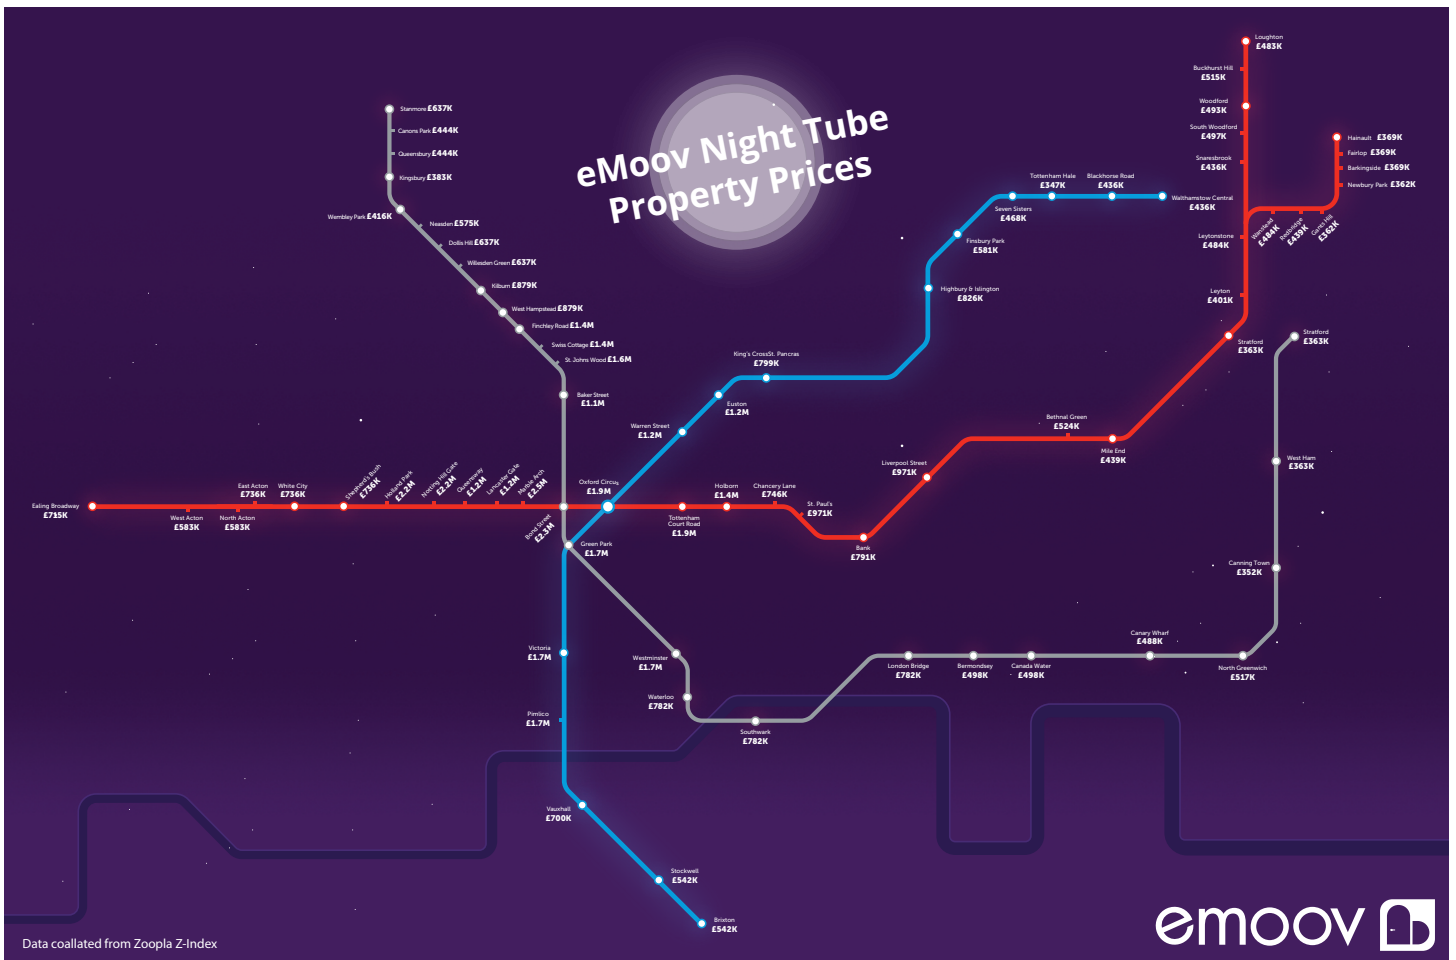 eMoov Night Tube
Property Prices
Stanmore £637K
Canons Park £444K
Queensbury £444K
Kingsbury £383K
Wembley Park £416K
Neasden £575K
Dollis Hill £637K
Willesden Green £637K
Kilburn £879K
West Hampstead £879K
Finchley Road £1.4M
Swiss Cottage £1.4M
St. Johns Wood £1.6M
Baker Street
£1.1M
Bond Street
£2.3M
Green Park
£1.7M
Westminster
£1.7M
Waterloo
£782K
Southwark
£782K
London Bridge
£782K
Bermondsey
£498K
Canada Water
£498K
Canary Wharf
£488K
North Greenwich
£517K
Canning Town
£352K
West Ham
£363K
Stratford
£363K
Loughton
£483K
Buckhurst Hill
£515K
Woodford
£493K
South Woodford
£497K
Snaresbrook
£436K
Hainault £369K
Fairlop £369K
Barkingside £369K
Newbury Park £362K
Gants Hill
£362K
Redbridge
£439K
Wanstead
£484K
Leytonstone
£484K
Leyton
£401K
Stratford
£363K
Mile End
£439K
Bethnal Green
£524K
Liverpool Street
£971K
Bank
£791K
St. Paul's
£971K
Chancery Lane
£746K
Holborn
£1.4M
Tottenham
Court Road
£1.9M
Oxford Circus
£1.9M
Marble Arch
£2.5M
Lancaster Gate
£1.2M
Queensway
£1.2M
Notting Hill Gate
£2.2M
Holland Park
£2.2M
Shepherd's Bush
£736K
White City
£736K
East Acton
£736K
North Acton
£583K
West Acton
£583K
Ealing Broadway
£715K
Walthamstow Central
£436K
Blackhorse Road
£436K
Tottenham Hale
£347K
Seven Sisters
£468K
Finsbury Park
£581K
Highbury & Islington
£826K
King's CrossSt. Pancras
£799K
Euston
£1.2M
Warren Street
£1.2M
Victoria
£1.7M
Pimlico
£1.7M
Vauxhall
£700K
Stockwell
£542K
Brixton
£542K
Data coallated from Zoopla Z-Index
emoov